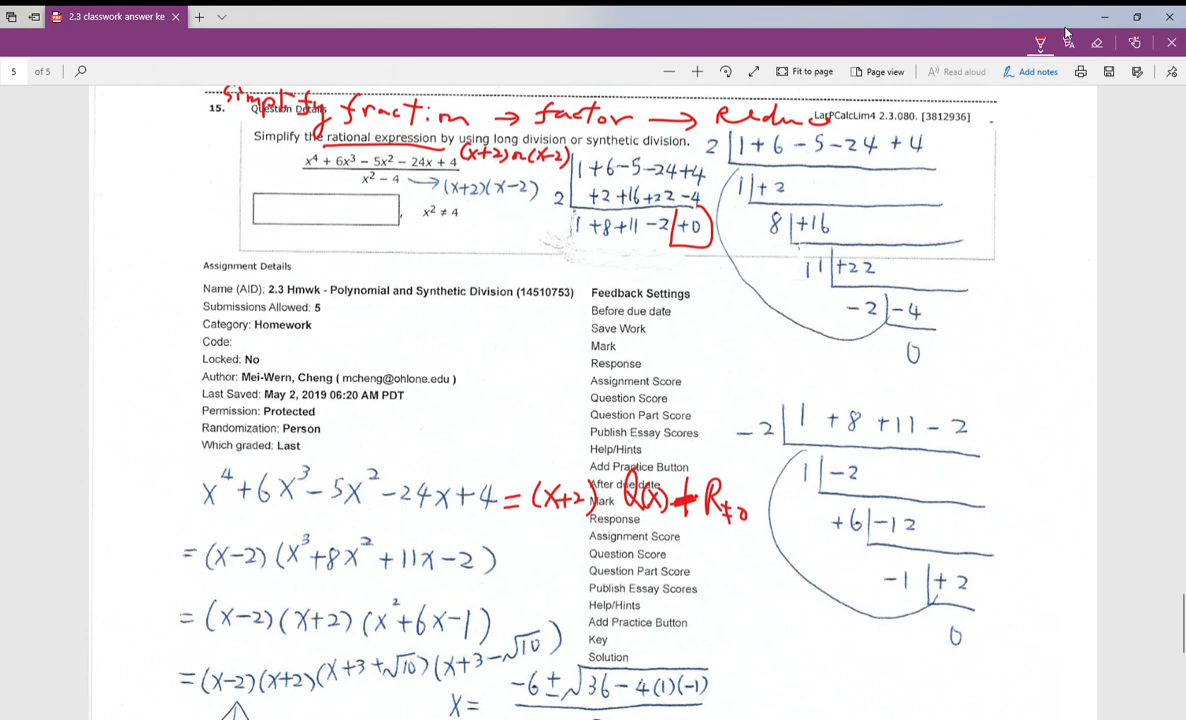 2.3 classwork answer ke
5 of 5
Fit to page
Page view
Read aloud
Add notes
simplify fraction → factor → Reduc
15. Question Details
LarPCalcLim4 2.3.080. [3812936]
Simplify the rational expression by using long division or synthetic division.
x⁴ + 6x³ − 5x² − 24x + 4
(x+2) or (x-2)
x² − 4
→ (x+2)(x-2)
x² ≠ 4
1 +6 -5 -24 +4
2 +2 +16 +22 -4
1 +8 +11 -2 +0
2 1 +6 -5 -24 +4
1 +2
8 +16
11 +22
-2 -4
0
Assignment Details
Name (AID): 2.3 Hmwk - Polynomial and Synthetic Division (14510753)
Submissions Allowed: 5
Category: Homework
Code:
Locked: No
Author: Mei-Wern, Cheng ( mcheng@ohlone.edu )
Last Saved: May 2, 2019 06:20 AM PDT
Permission: Protected
Randomization: Person
Which graded: Last
Feedback Settings
Before due date
Save Work
Mark
Response
Assignment Score
Question Score
Question Part Score
Publish Essay Scores
Help/Hints
Add Practice Button
After due date
Mark
Response
Assignment Score
Question Score
Question Part Score
Publish Essay Scores
Help/Hints
Add Practice Button
Key
Solution
-2 1 +8 +11 -2
1 -2
+6 -12
-1 +2
0
x⁴+6x³-5x²-24x+4 = (x+2) Q(x) + R≠0
= (x-2)(x³+8x²+11x-2)
= (x-2)(x+2)(x²+6x-1)
= (x-2)(x+2)(x+3+√10)(x+3-√10)
x = -6±√36-4(1)(-1)